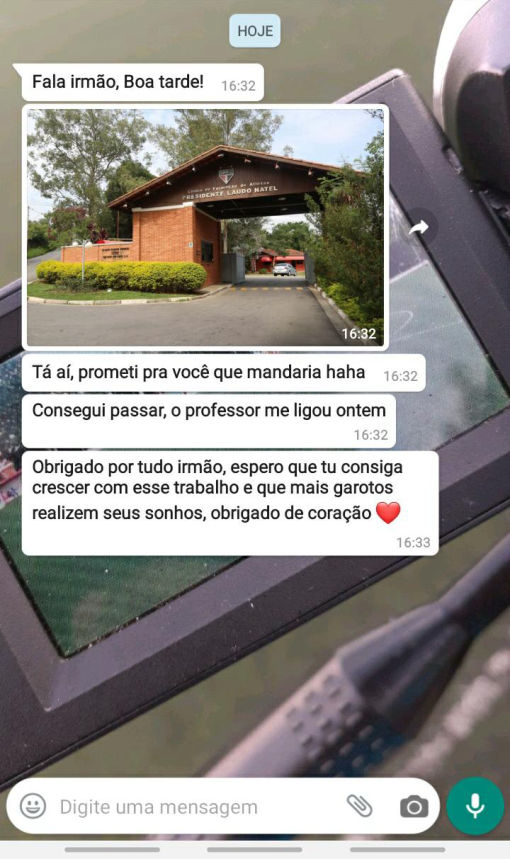 HOJE
Fala irmão, Boa tarde! 16:32
Centro de Formação de Atletas
PRESIDENTE LAUDO NATEL
16:32
Tá aí, prometi pra você que mandaria haha 16:32
Consegui passar, o professor me ligou ontem
16:32
Obrigado por tudo irmão, espero que tu consiga
crescer com esse trabalho e que mais garotos
realizem seus sonhos, obrigado de coração ❤️
16:33
Digite uma mensagem